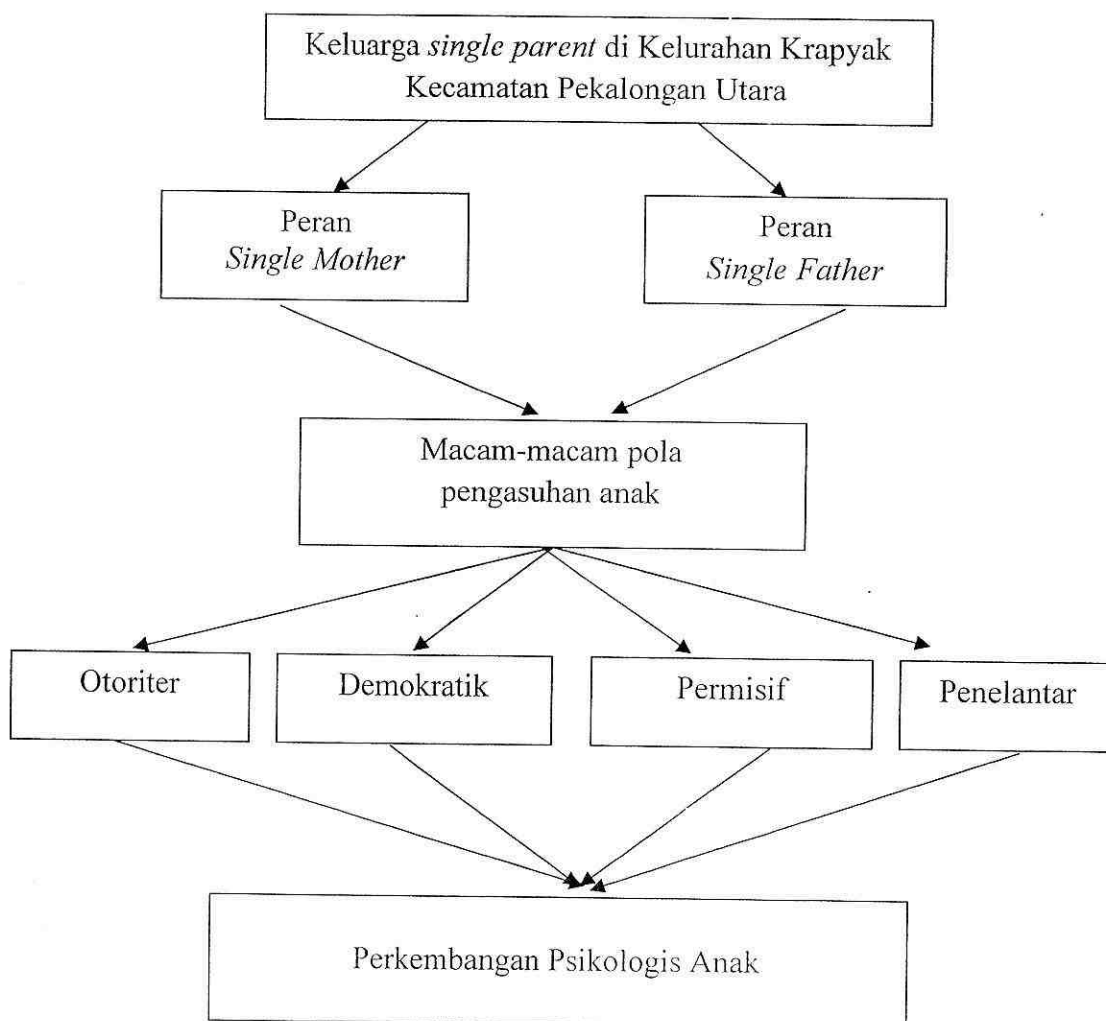 Keluarga single parent di Kelurahan Krapyak
Kecamatan Pekalongan Utara
Peran
Single Mother
Peran
Single Father
Macam-macam pola
pengasuhan anak
Otoriter
Demokratik
Permisif
Penelantar
Perkembangan Psikologis Anak